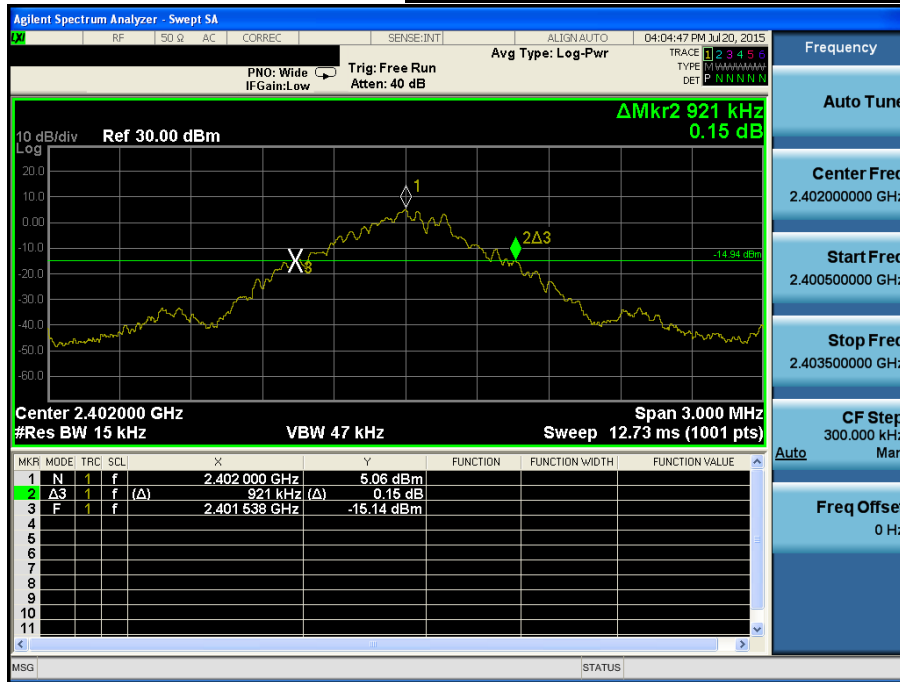 Agilent Spectrum Analyzer - Swept SA
LXI RF 50 Ω AC CORREC SENSE:INT ALIGN AUTO 04:04:47 PM Jul 20, 2015
PNO: Wide Trig: Free Run Avg Type: Log-Pwr TRACE 1 2 3 4 5 6
IFGain:Low Atten: 40 dB TYPE M WWWWW
DET P N N N N N
ΔMkr2 921 kHz
0.15 dB
10 dB/div Ref 30.00 dBm
Log
20.0
10.0
0.00
-10.0
-20.0
-30.0
-40.0
-50.0
-60.0
1
2Δ3
3
-14.94 dBm
Center 2.402000 GHz Span 3.000 MHz
#Res BW 15 kHz VBW 47 kHz Sweep 12.73 ms (1001 pts)
MKR MODE TRC SCL X Y FUNCTION FUNCTION WIDTH FUNCTION VALUE
1 N 1 f 2.402 000 GHz 5.06 dBm
2 Δ3 1 f (Δ) 921 kHz (Δ) 0.15 dB
3 F 1 f 2.401 538 GHz -15.14 dBm
4
5
6
7
8
9
10
11
MSG STATUS
Frequency
Auto Tune
Center Freq
2.402000000 GHz
Start Freq
2.400500000 GHz
Stop Freq
2.403500000 GHz
CF Step
300.000 kHz
Auto Man
Freq Offset
0 Hz